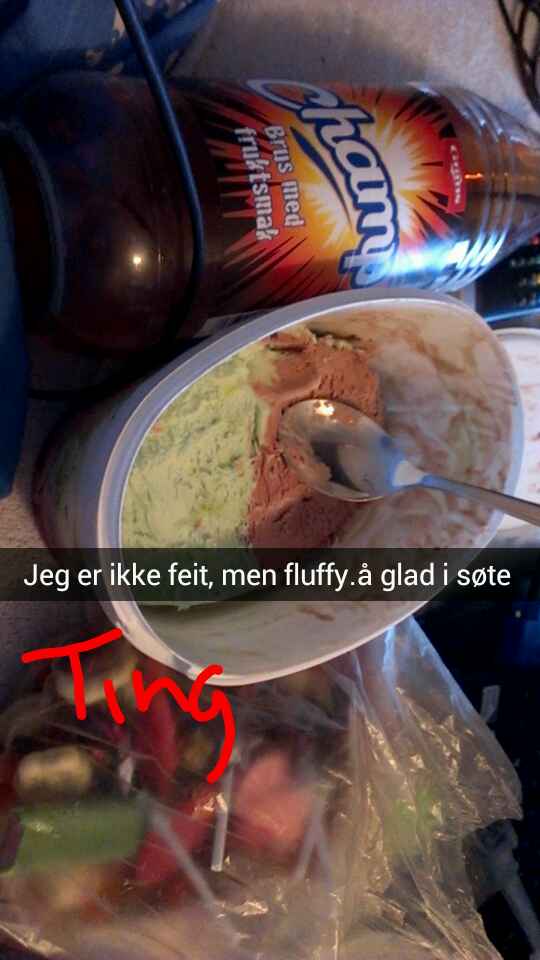 Champ
Brus med
fruktsmak
Jeg er ikke feit, men fluffy.å glad i søte
Ting